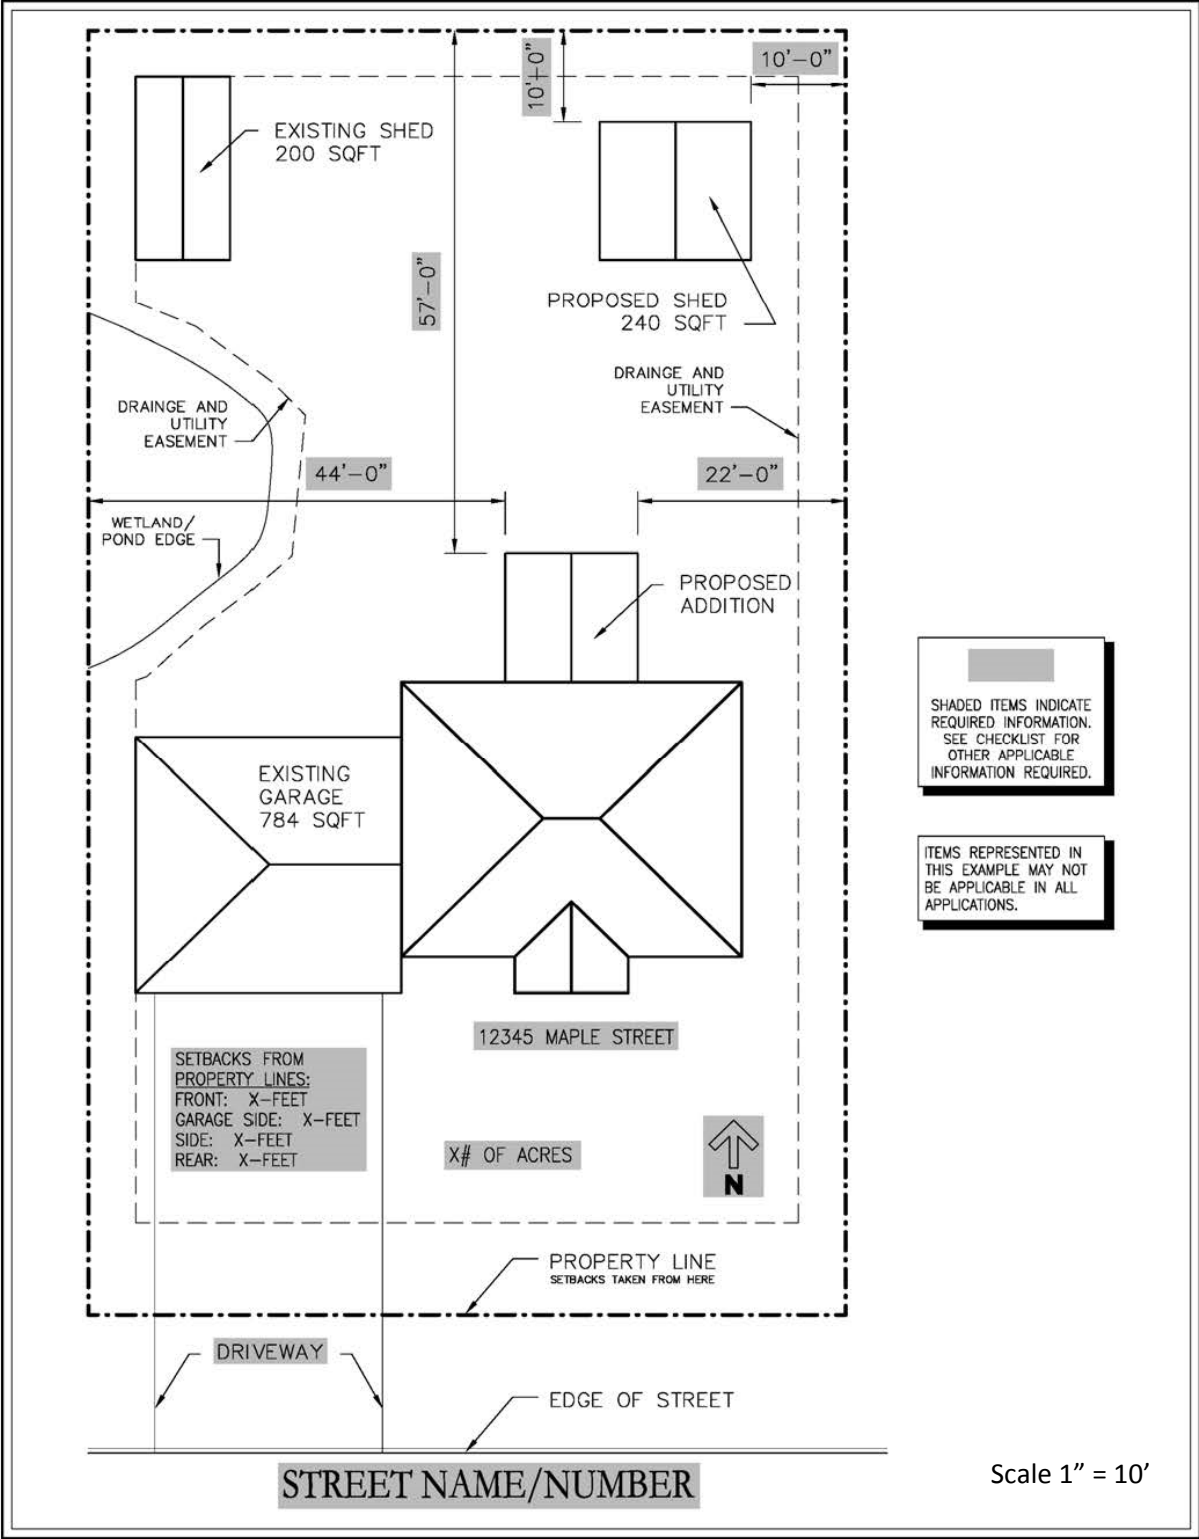 10'-0"
10'-0"
EXISTING SHED
200 SQFT
57'-0"
PROPOSED SHED
240 SQFT
DRAINGE AND
UTILITY
EASEMENT
DRAINGE AND
UTILITY
EASEMENT
44'-0"
22'-0"
WETLAND/
POND EDGE
PROPOSED
ADDITION
SHADED ITEMS INDICATE
REQUIRED INFORMATION.
SEE CHECKLIST FOR
OTHER APPLICABLE
INFORMATION REQUIRED.
EXISTING
GARAGE
784 SQFT
ITEMS REPRESENTED IN
THIS EXAMPLE MAY NOT
BE APPLICABLE IN ALL
APPLICATIONS.
12345 MAPLE STREET
SETBACKS FROM
PROPERTY LINES:
FRONT: X-FEET
GARAGE SIDE: X-FEET
SIDE: X-FEET
REAR: X-FEET
X# OF ACRES
N
PROPERTY LINE
SETBACKS TAKEN FROM HERE
DRIVEWAY
EDGE OF STREET
STREET NAME/NUMBER
Scale 1” = 10’